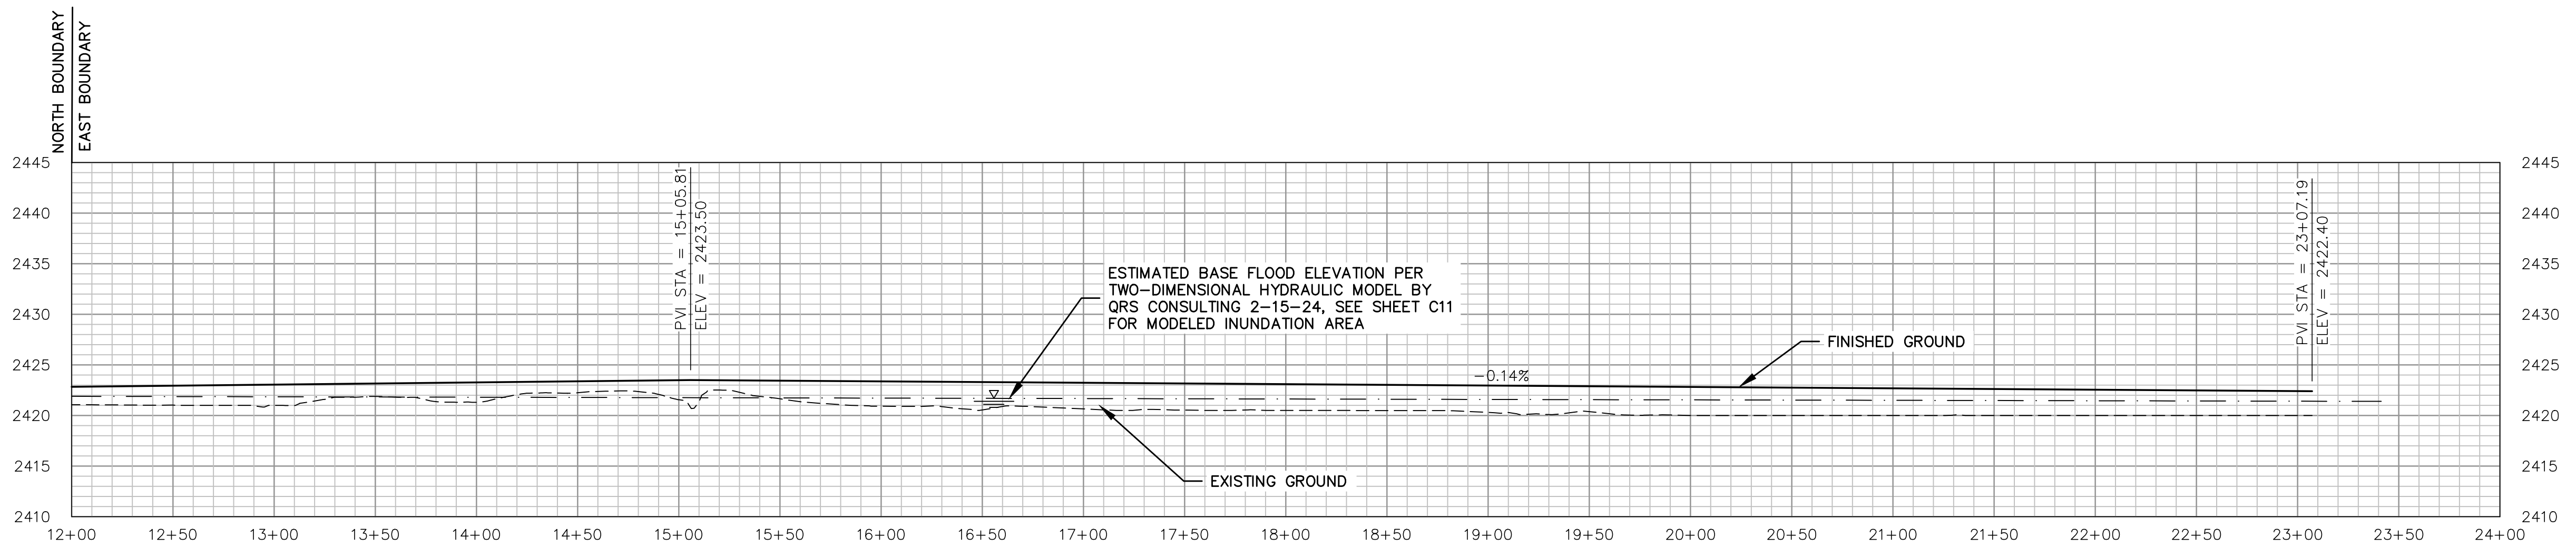 NORTH BOUNDARY
EAST BOUNDARY
2445 2445
2440 2440
2435 2435
2430 2430
2425 2425
2420 2420
2415 2415
2410 2410
PVI STA = 15+05.81
ELEV = 2423.50
ESTIMATED BASE FLOOD ELEVATION PER
TWO-DIMENSIONAL HYDRAULIC MODEL BY
QRS CONSULTING 2-15-24, SEE SHEET C11
FOR MODELED INUNDATION AREA
-0.14%
FINISHED GROUND
EXISTING GROUND
PVI STA = 23+07.19
ELEV = 2422.40
12+00 12+50 13+00 13+50 14+00 14+50 15+00 15+50 16+00 16+50 17+00 17+50 18+00 18+50 19+00 19+50 20+00 20+50 21+00 21+50 22+00 22+50 23+00 23+50 24+00